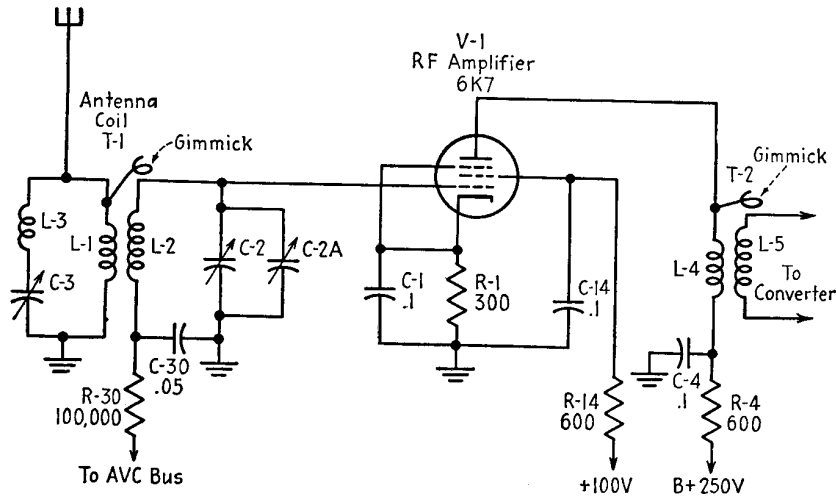 V-1
RF Amplifier
6K7
Antenna
Coil
T-1
Gimmick
Gimmick
T-2
L-3
L-1
L-2
C-2
C-2A
C-3
L-4
L-5
To
Converter
C-1
.1
R-1
300
C-14
.1
C-30
.05
R-30
100,000
C-4
.1
R-14
600
R-4
600
To AVC Bus
+100V
B+250V